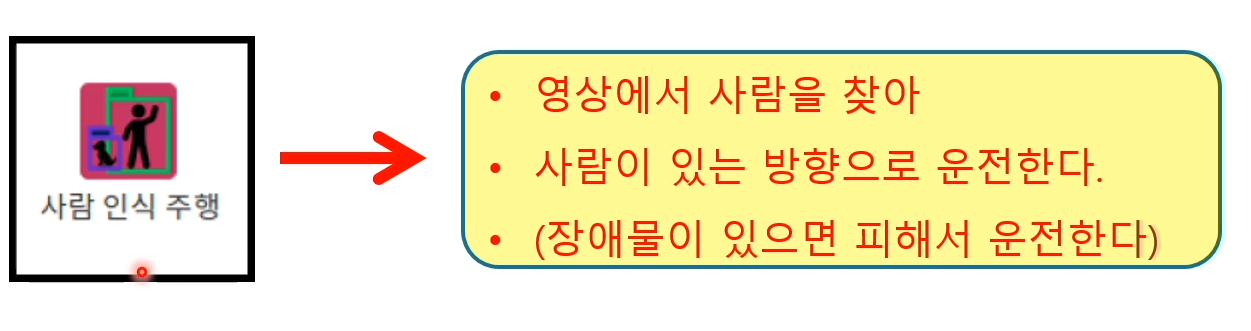 사람 인식 주행
• 영상에서 사람을 찾아
• 사람이 있는 방향으로 운전한다.
• (장애물이 있으면 피해서 운전한다)